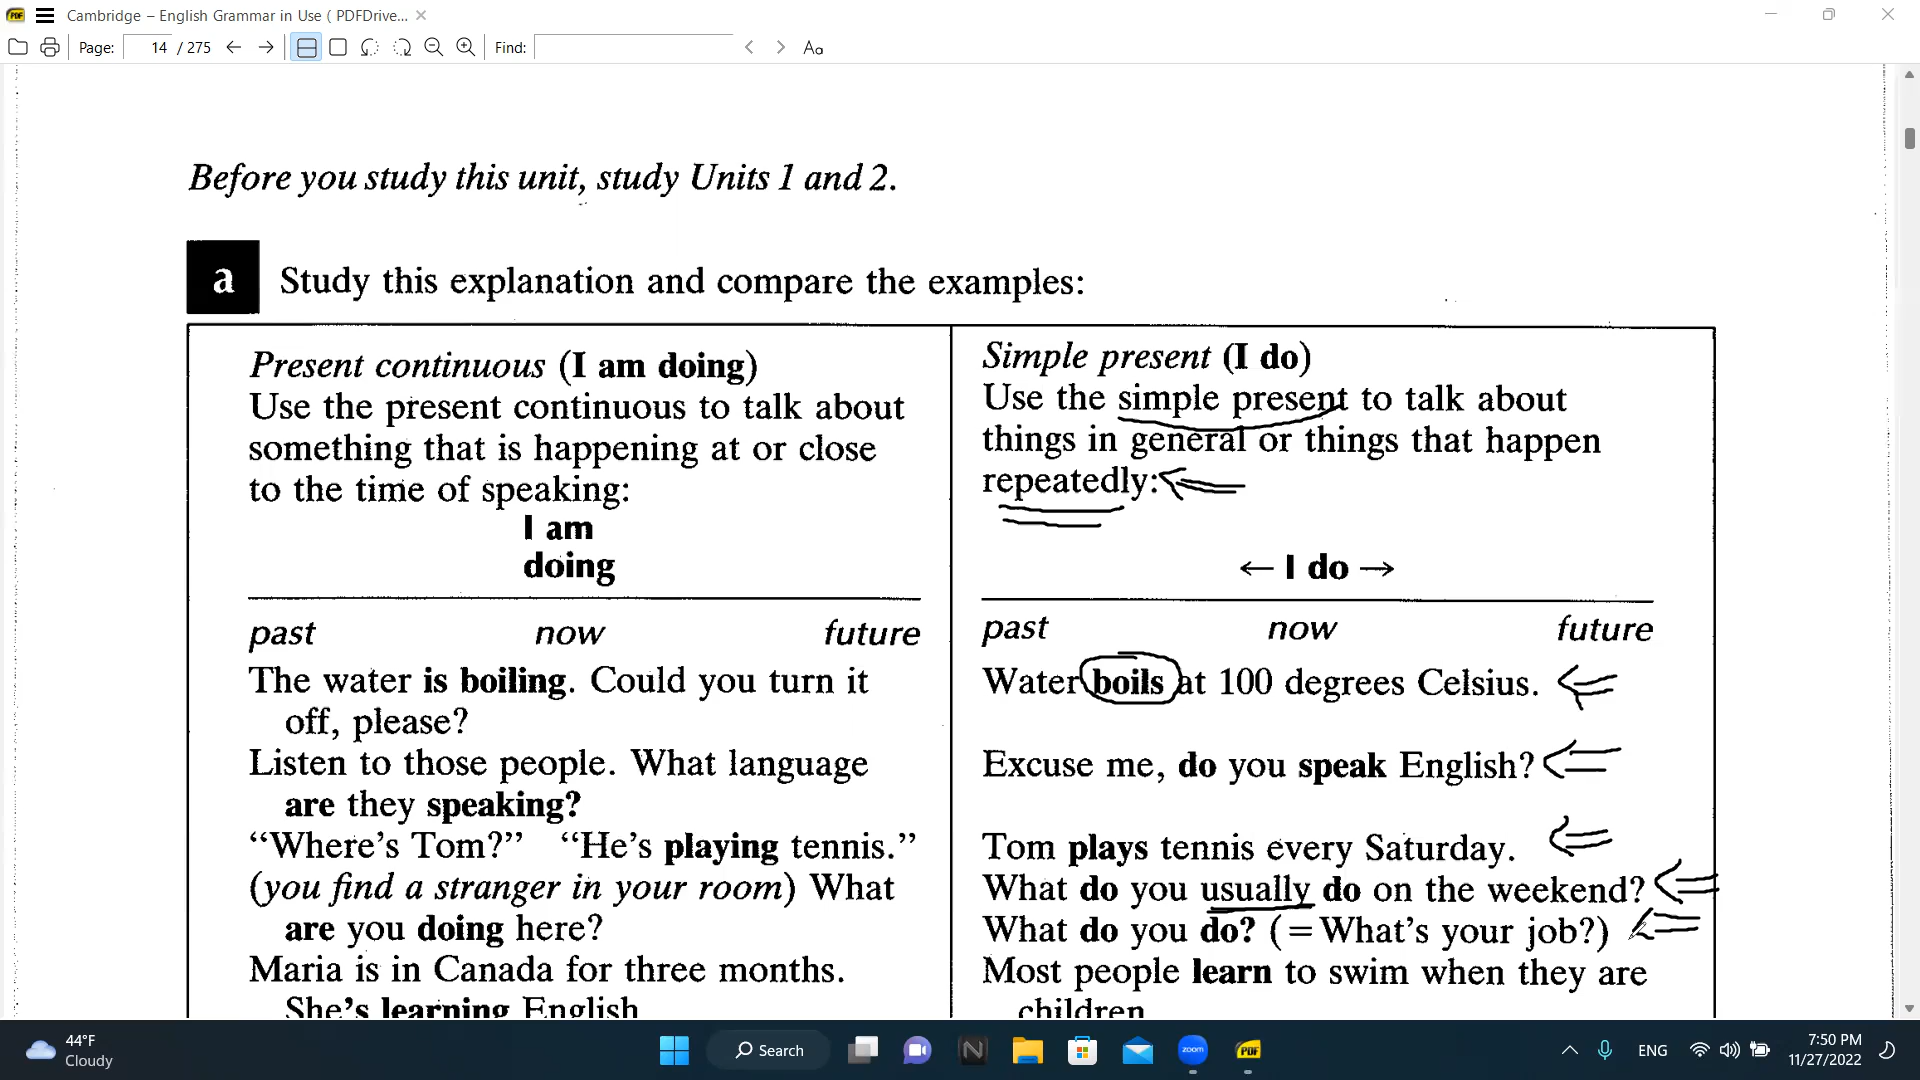 Cambridge – English Grammar in Use ( PDFDrive...
Page: 14 / 275 Find: Aa
Before you study this unit, study Units 1 and 2.
a Study this explanation and compare the examples:
Present continuous (I am doing)
Use the present continuous to talk about
something that is happening at or close
to the time of speaking:
I am
doing
past now future
The water is boiling. Could you turn it
off, please?
Listen to those people. What language
are they speaking?
“Where’s Tom?” “He’s playing tennis.”
(you find a stranger in your room) What
are you doing here?
Maria is in Canada for three months.
She’s learning English
Simple present (I do)
Use the simple present to talk about
things in general or things that happen
repeatedly:
← I do →
past now future
Water boils at 100 degrees Celsius.
Excuse me, do you speak English?
Tom plays tennis every Saturday.
What do you usually do on the weekend?
What do you do? (=What’s your job?)
Most people learn to swim when they are
children
44°F
Cloudy
Search
zoom
PDF
ENG
7:50 PM
11/27/2022